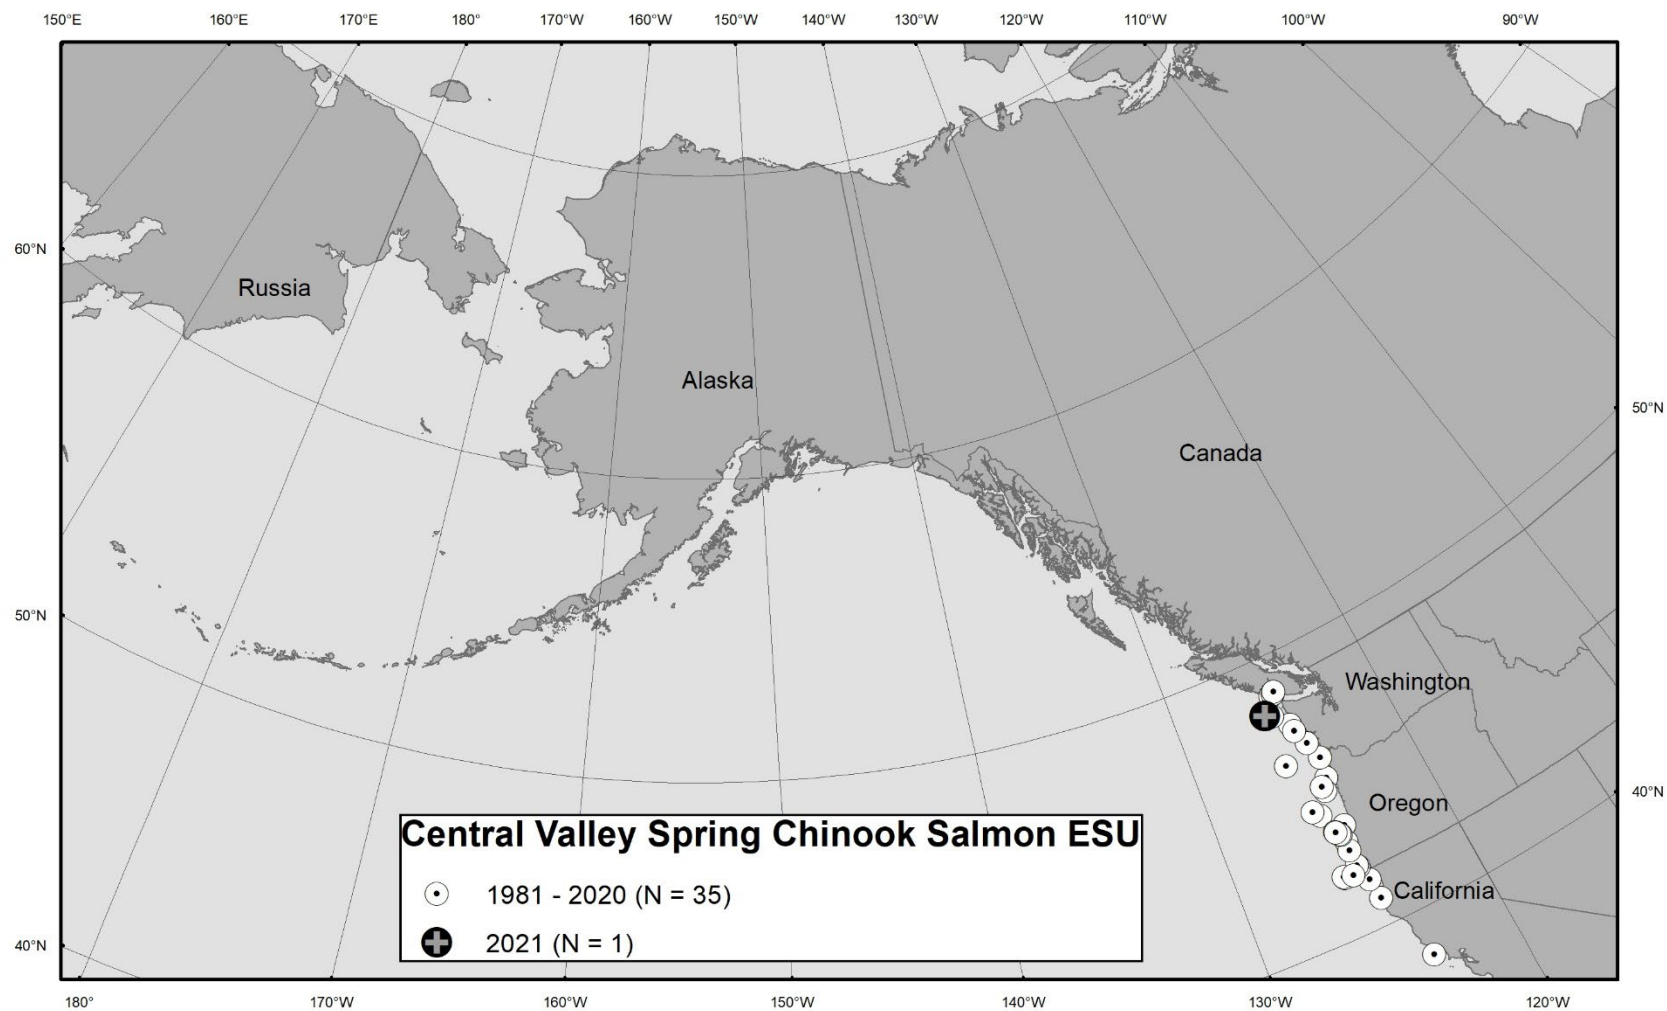 150°E 160°E 170°E 180° 170°W 160°W 150°W 140°W 130°W 120°W 110°W 100°W 90°W
60°N
Russia
Alaska
50°N
Canada
50°N
Washington
40°N
Oregon
Central Valley Spring Chinook Salmon ESU
California
1981 - 2020 (N = 35)
2021 (N = 1)
40°N
180° 170°W 160°W 150°W 140°W 130°W 120°W